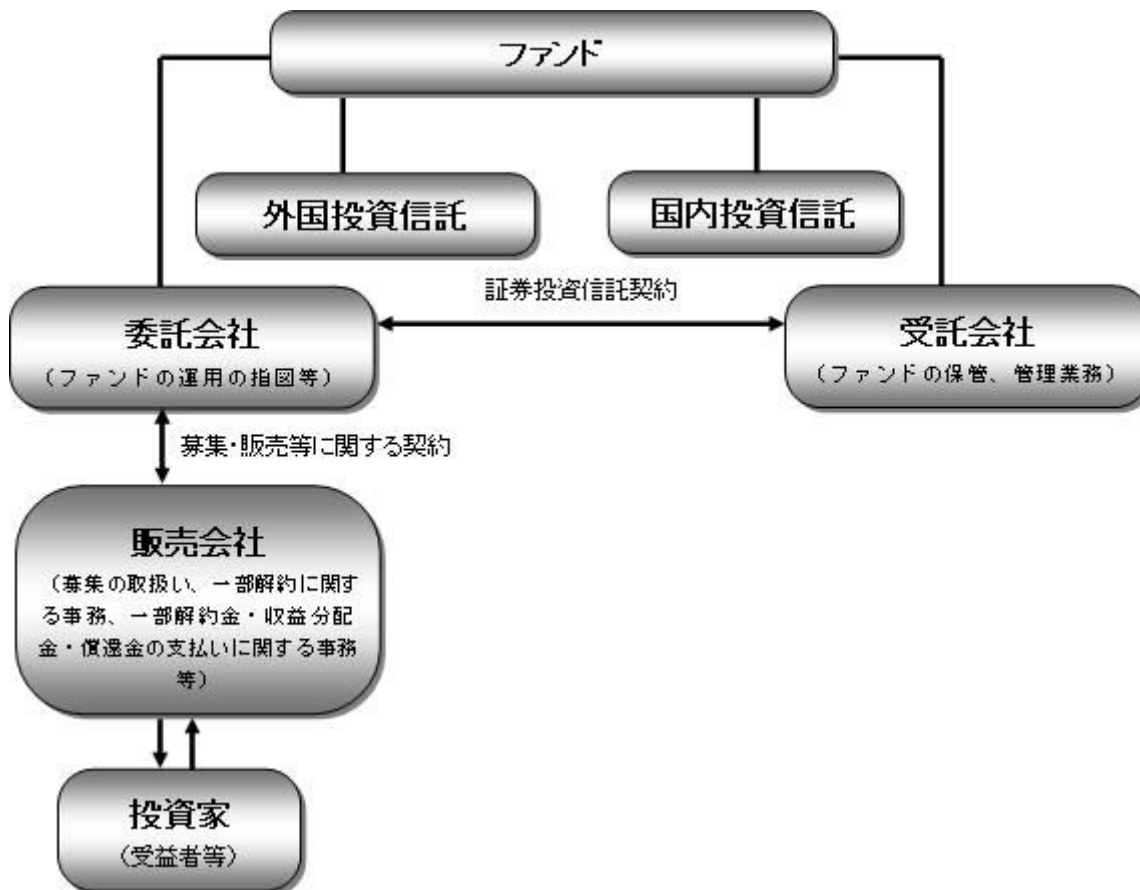 ファンド
外国投資信託
国内投資信託
証券投資信託契約
委託会社
（ファンドの運用の指図等）
受託会社
（ファンドの保管、管理業務）
募集・販売等に関する契約
販売会社
（募集の取扱い、一部解約に関す
る事務、一部解約金・収益分配
金・償還金の支払いに関する事務
等）
投資家
（受益者等）